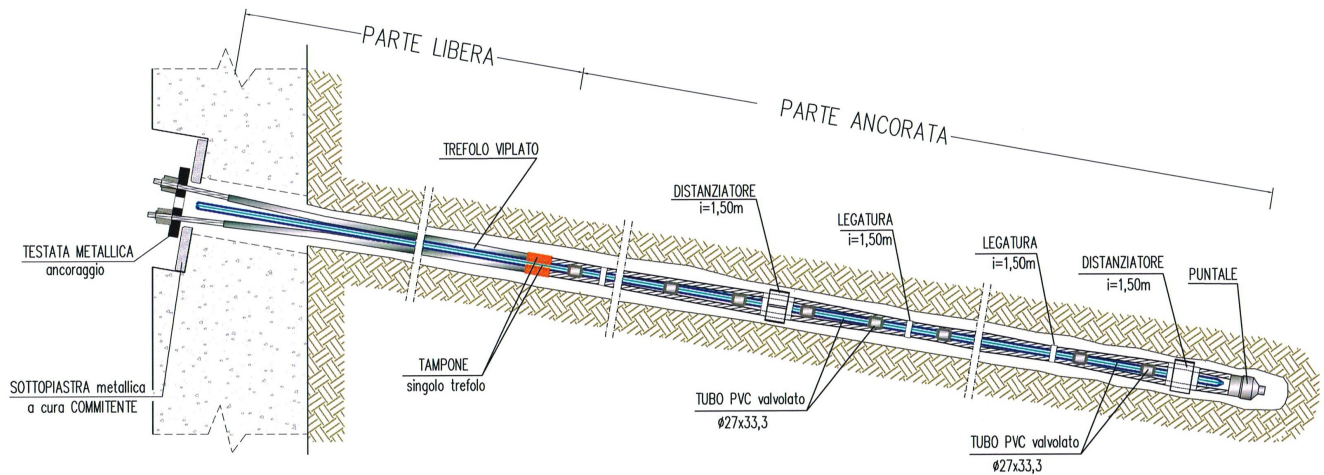 PARTE LIBERA
PARTE ANCORATA
TREFOLO VIPLATO
DISTANZIATORE
i=1,50m
LEGATURA
i=1,50m
LEGATURA
i=1,50m
DISTANZIATORE
i=1,50m
PUNTALE
TESTATA METALLICA
ancoraggio
SOTTOPIASTRA metallica
a cura COMMITENTE
TAMPONE
singolo trefolo
TUBO PVC valvolato
ø27x33,3
TUBO PVC valvolato
ø27x33,3